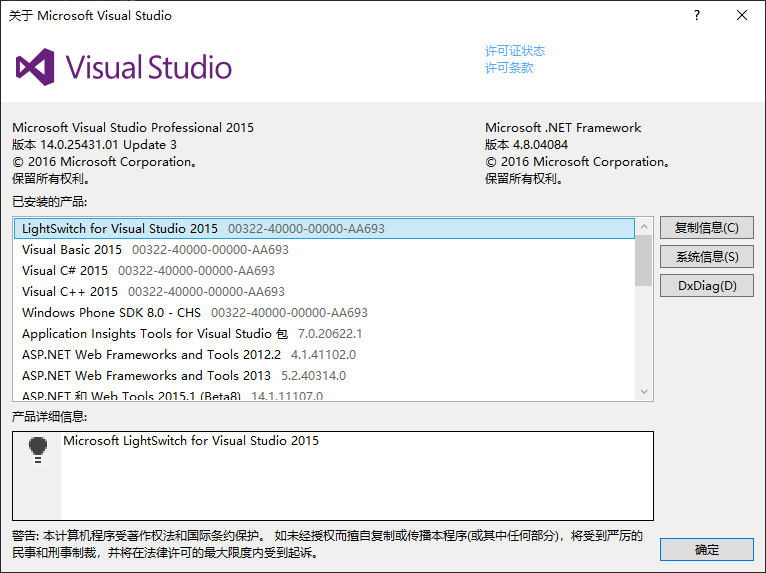 关于 Microsoft Visual Studio
?
Visual Studio
许可证状态
许可条款
Microsoft Visual Studio Professional 2015
版本 14.0.25431.01 Update 3
© 2016 Microsoft Corporation。
保留所有权利。
Microsoft .NET Framework
版本 4.8.04084
© 2016 Microsoft Corporation。
保留所有权利。
已安装的产品:
LightSwitch for Visual Studio 2015 00322-40000-00000-AA693
Visual Basic 2015 00322-40000-00000-AA693
Visual C# 2015 00322-40000-00000-AA693
Visual C++ 2015 00322-40000-00000-AA693
Windows Phone SDK 8.0 - CHS 00322-40000-00000-AA693
Application Insights Tools for Visual Studio 包 7.0.20622.1
ASP.NET Web Frameworks and Tools 2012.2 4.1.41102.0
ASP.NET Web Frameworks and Tools 2013 5.2.40314.0
ASP.NET 和 Web Tools 2015.1 (Beta8) 14.1.11107.0
复制信息(C)
系统信息(S)
DxDiag(D)
产品详细信息:
Microsoft LightSwitch for Visual Studio 2015
警告: 本计算机程序受著作权法和国际条约保护。 如未经授权而擅自复制或传播本程序(或其中任何部分)，将受到严厉的
民事和刑事制裁，并将在法律许可的最大限度内受到起诉。
确定